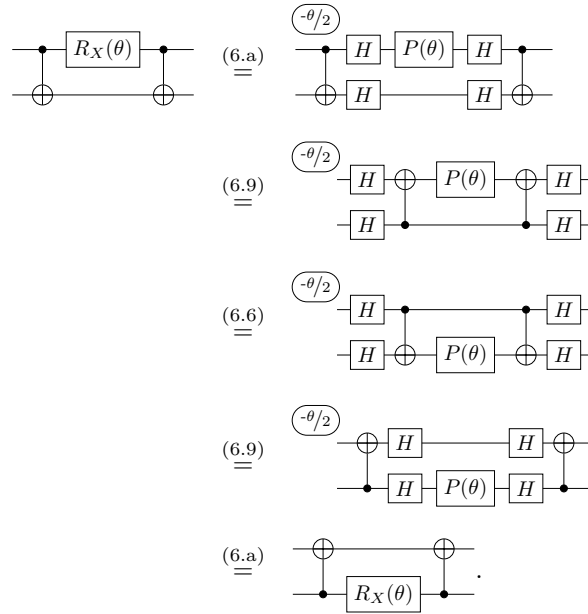 R_X(θ) (6.a) = -θ/2 H P(θ) H
H H
(6.9) = -θ/2 H P(θ) H
H H
(6.6) = -θ/2 H H
H P(θ) H
(6.9) = -θ/2 H H
H P(θ) H
(6.a) =
R_X(θ) .